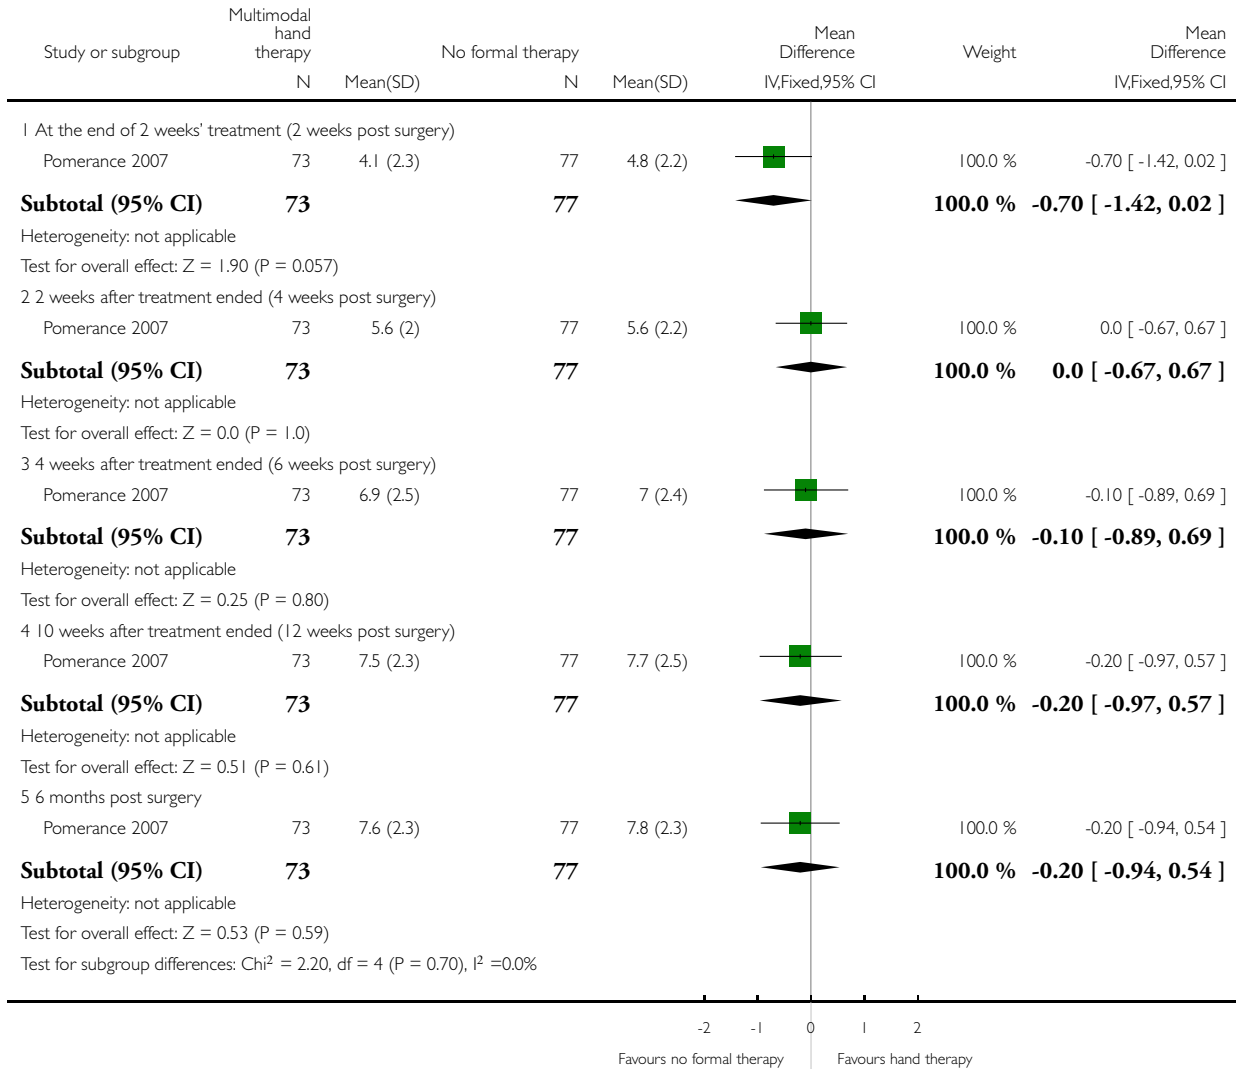 Multimodal
hand
therapy
Study or subgroup No formal therapy Mean Difference Weight Mean Difference
N Mean(SD) N Mean(SD) IV,Fixed,95% CI IV,Fixed,95% CI
1 At the end of 2 weeks' treatment (2 weeks post surgery)
Pomerance 2007 73 4.1 (2.3) 77 4.8 (2.2) 100.0 % -0.70 [ -1.42, 0.02 ]
Subtotal (95% CI) 73 77 100.0 % -0.70 [ -1.42, 0.02 ]
Heterogeneity: not applicable
Test for overall effect: Z = 1.90 (P = 0.057)
2 2 weeks after treatment ended (4 weeks post surgery)
Pomerance 2007 73 5.6 (2) 77 5.6 (2.2) 100.0 % 0.0 [ -0.67, 0.67 ]
Subtotal (95% CI) 73 77 100.0 % 0.0 [ -0.67, 0.67 ]
Heterogeneity: not applicable
Test for overall effect: Z = 0.0 (P = 1.0)
3 4 weeks after treatment ended (6 weeks post surgery)
Pomerance 2007 73 6.9 (2.5) 77 7 (2.4) 100.0 % -0.10 [ -0.89, 0.69 ]
Subtotal (95% CI) 73 77 100.0 % -0.10 [ -0.89, 0.69 ]
Heterogeneity: not applicable
Test for overall effect: Z = 0.25 (P = 0.80)
4 10 weeks after treatment ended (12 weeks post surgery)
Pomerance 2007 73 7.5 (2.3) 77 7.7 (2.5) 100.0 % -0.20 [ -0.97, 0.57 ]
Subtotal (95% CI) 73 77 100.0 % -0.20 [ -0.97, 0.57 ]
Heterogeneity: not applicable
Test for overall effect: Z = 0.51 (P = 0.61)
5 6 months post surgery
Pomerance 2007 73 7.6 (2.3) 77 7.8 (2.3) 100.0 % -0.20 [ -0.94, 0.54 ]
Subtotal (95% CI) 73 77 100.0 % -0.20 [ -0.94, 0.54 ]
Heterogeneity: not applicable
Test for overall effect: Z = 0.53 (P = 0.59)
Test for subgroup differences: Chi² = 2.20, df = 4 (P = 0.70), I² =0.0%
-2 -1 0 1 2
Favours no formal therapy Favours hand therapy